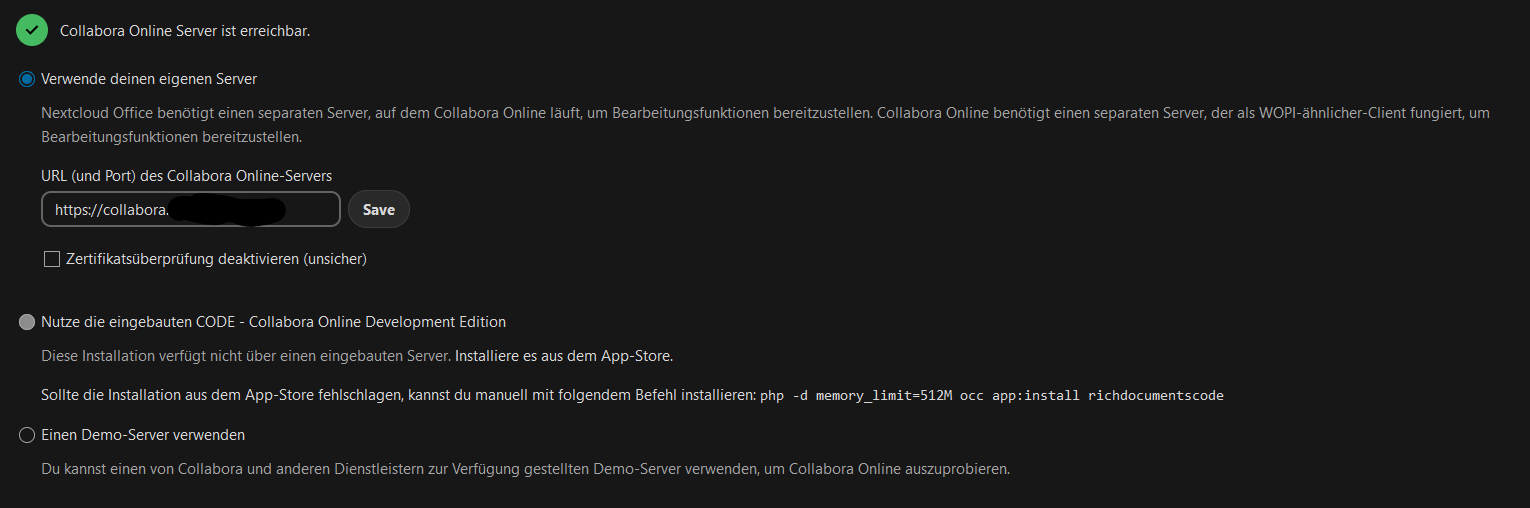 Collabora Online Server ist erreichbar.
Verwende deinen eigenen Server
Nextcloud Office benötigt einen separaten Server, auf dem Collabora Online läuft, um Bearbeitungsfunktionen bereitzustellen. Collabora Online benötigt einen separaten Server, der als WOPI-ähnlicher-Client fungiert, um
Bearbeitungsfunktionen bereitzustellen.
URL (und Port) des Collabora Online-Servers
https://collabora.
Save
Zertifikatsüberprüfung deaktivieren (unsicher)
Nutze die eingebauten CODE - Collabora Online Development Edition
Diese Installation verfügt nicht über einen eingebauten Server. Installiere es aus dem App-Store.
Sollte die Installation aus dem App-Store fehlschlagen, kannst du manuell mit folgendem Befehl installieren: php -d memory_limit=512M occ app:install richdocumentscode
Einen Demo-Server verwenden
Du kannst einen von Collabora und anderen Dienstleistern zur Verfügung gestellten Demo-Server verwenden, um Collabora Online auszuprobieren.